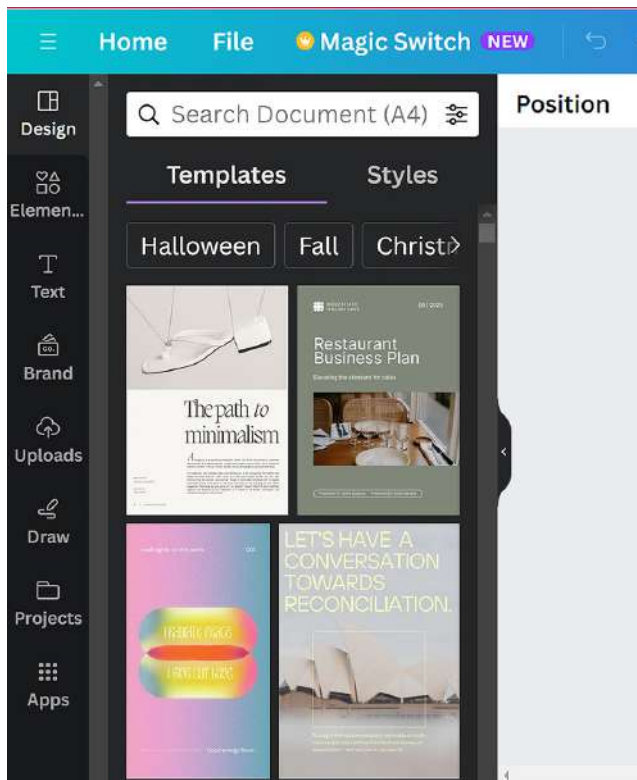 Home File Magic Switch NEW
Design
Search Document (A4)
Position
Elemen...
Templates Styles
Halloween Fall
Text
Brand
Uploads
Draw
Projects
Apps
The path to
minimalism
Restaurant
Business Plan
LET'S HAVE A
CONVERSATION
TOWARDS
RECONCILIATION.